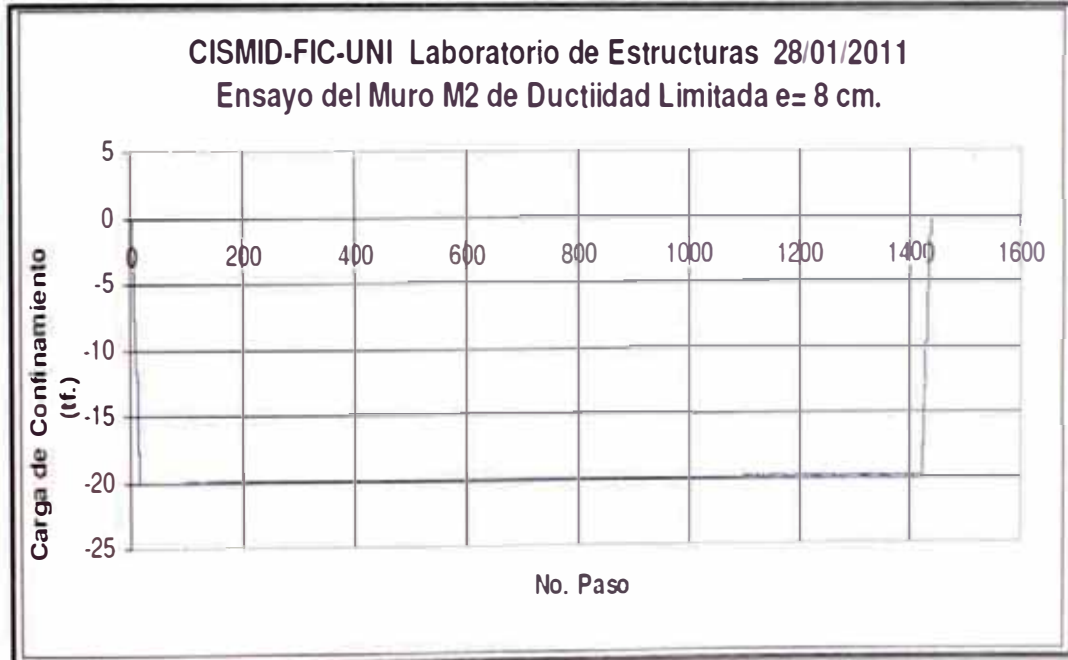 CISMID-FIC-UNI Laboratorio de Estructuras 28/01/2011
Ensayo del Muro M2 de Ductiidad Limitada e= 8 cm.
5
0
0 200 400 600 800 1000 1200 1400 1600
-5
-10
-15
-20
-25
Carga de Confinamiento
(tf.)
No. Paso